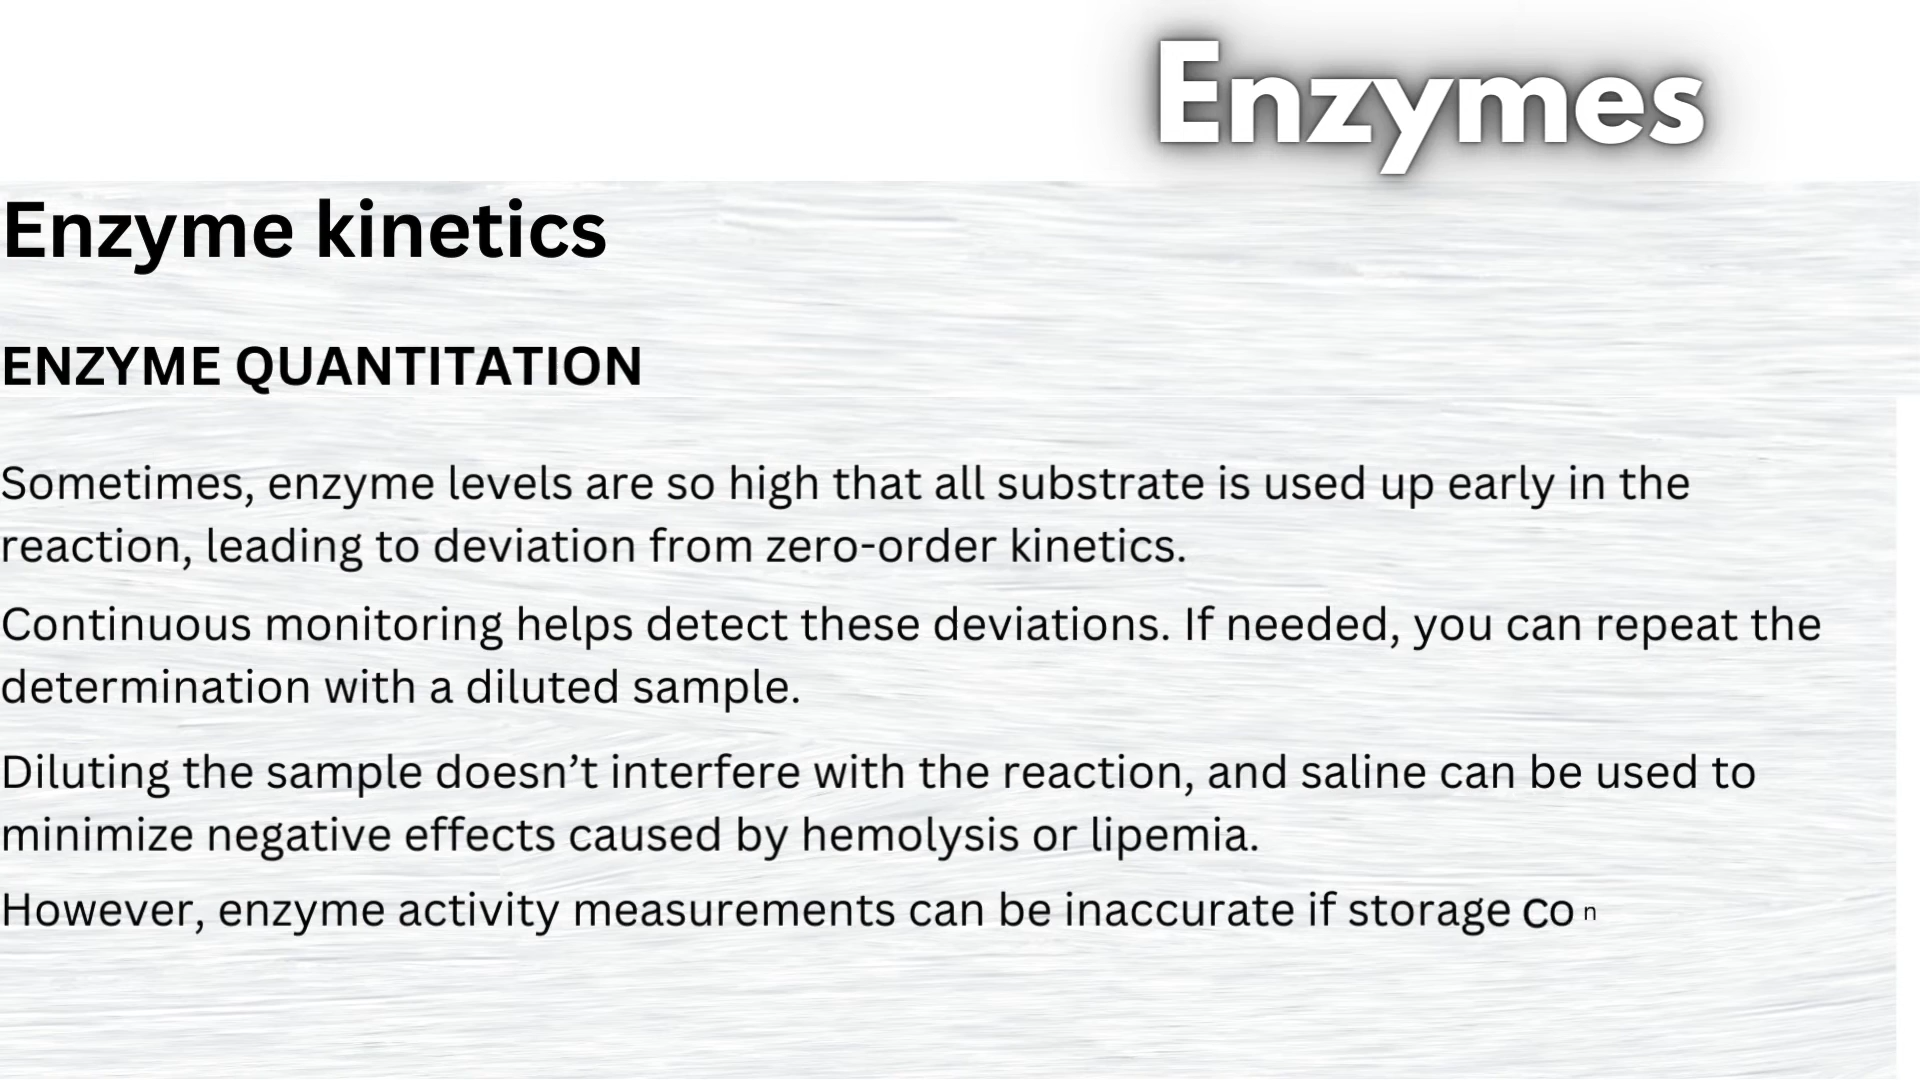 Enzymes
Enzyme kinetics
ENZYME QUANTITATION
Sometimes, enzyme levels are so high that all substrate is used up early in the
reaction, leading to deviation from zero-order kinetics.
Continuous monitoring helps detect these deviations. If needed, you can repeat the
determination with a diluted sample.
Diluting the sample doesn’t interfere with the reaction, and saline can be used to
minimize negative effects caused by hemolysis or lipemia.
However, enzyme activity measurements can be inaccurate if storage con